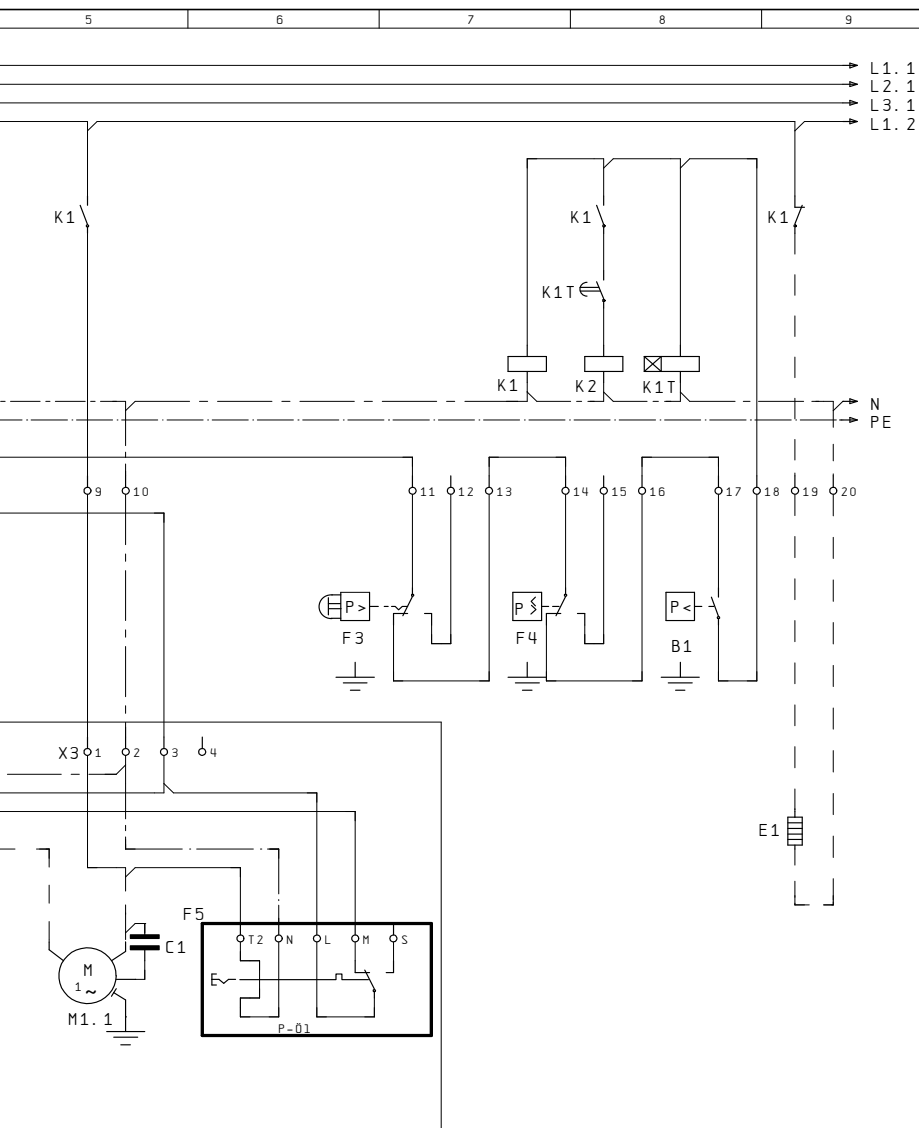 5 6 7 8 9
L1.1
L2.1
L3.1
L1.2
K1 K1 K1
K1T
K1 K2 K1T
N
PE
9 10 11 12 13 14 15 16 17 18 19 20
P> P P<
F3 F4 B1
X3 1 2 3 4
E1
F5
T2 N L M S
C1
M
1~
M1.1
P-Öl